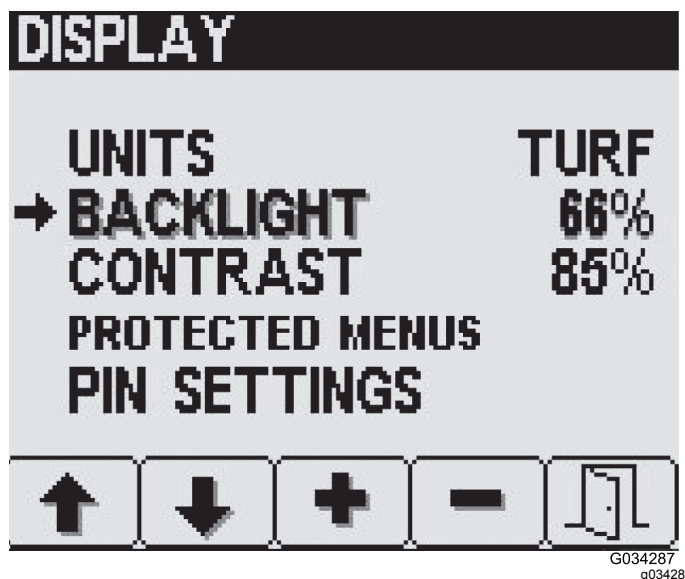 DISPLAY
UNITS TURF
BACKLIGHT 66%
CONTRAST 85%
PROTECTED MENUS
PIN SETTINGS
G034287
g03428